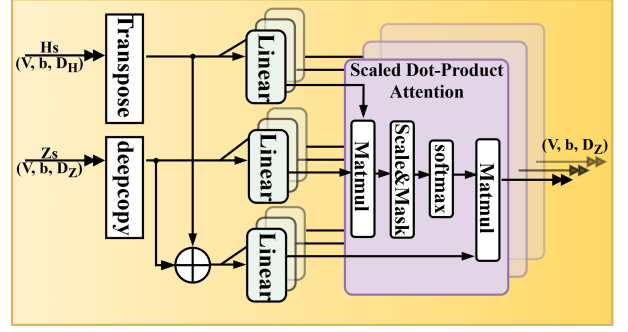 Hs
(V, b, D_H)
Transpose
Linear
Scaled Dot-Product
Attention
Zs
(V, b, D_Z)
deepcopy
Linear
Matmul
Scale&Mask
softmax
Matmul
(V, b, D_Z)
Linear